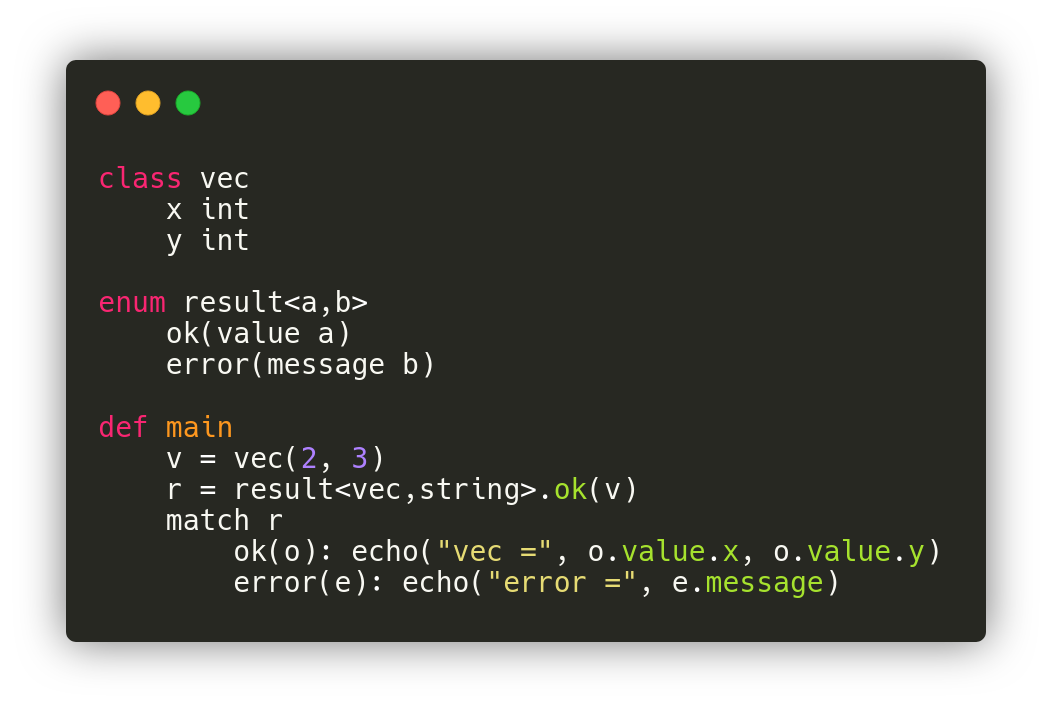 class vec
    x int
    y int

enum result<a,b>
    ok(value a)
    error(message b)

def main
    v = vec(2, 3)
    r = result<vec,string>.ok(v)
    match r
        ok(o): echo("vec =", o.value.x, o.value.y)
        error(e): echo("error =", e.message)